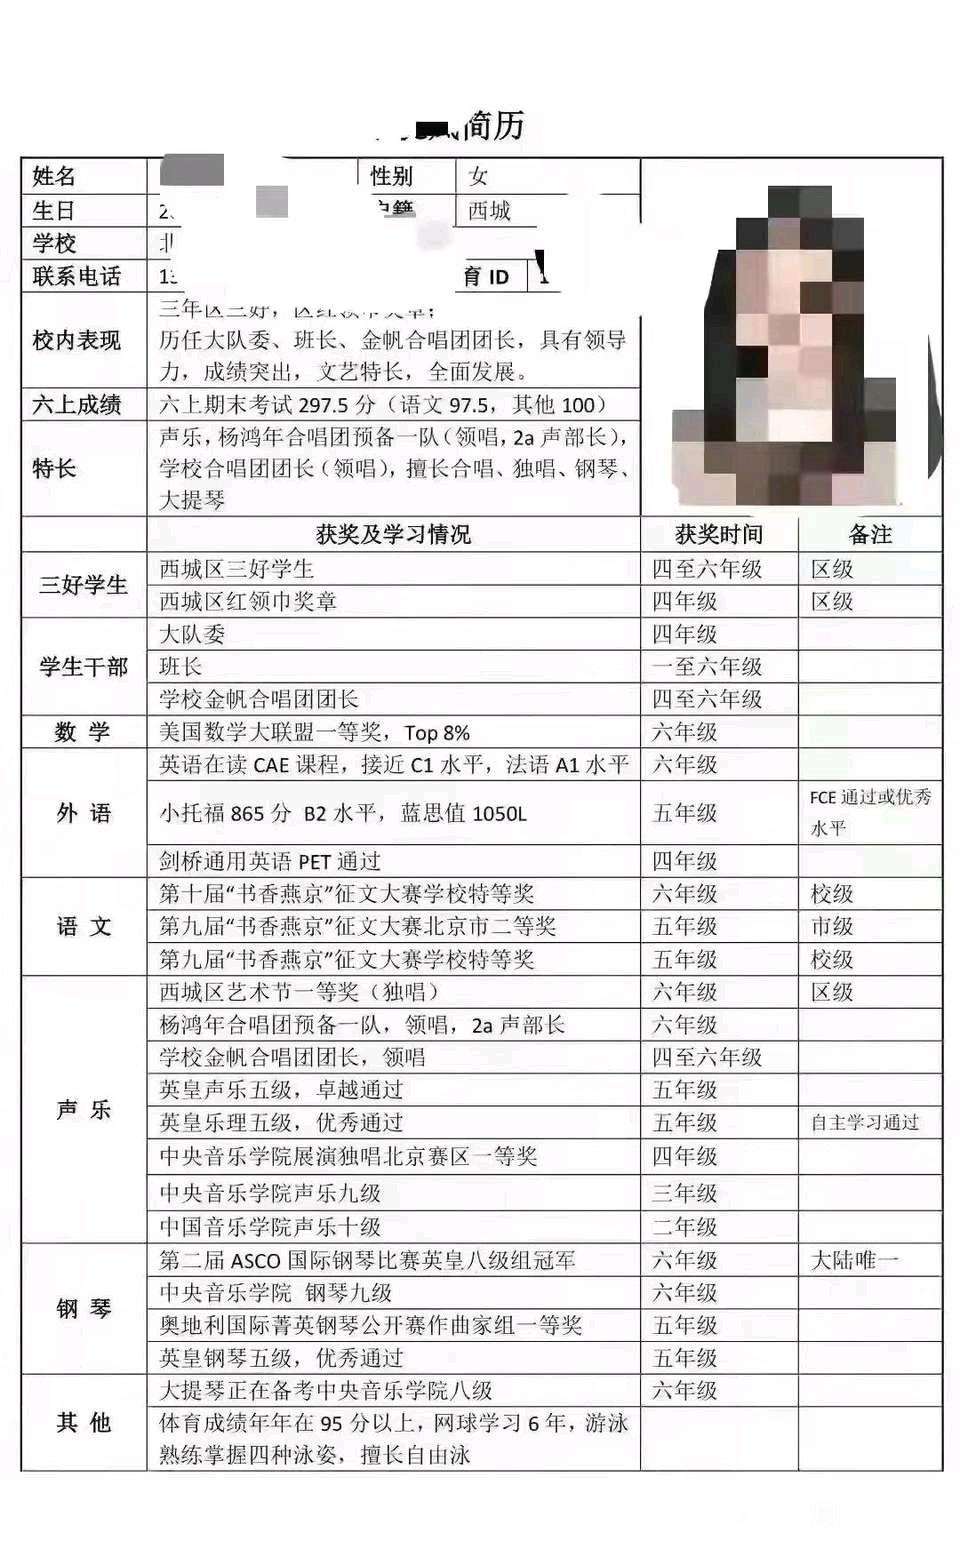 简历
姓名 性别 女
生日 西城
学校
联系电话 育 ID
校内表现
历任大队委、班长、金帆合唱团团长，具有领导
力，成绩突出，文艺特长，全面发展。
六上成绩 六上期末考试 297.5 分（语文 97.5，其他 100）
特长
声乐，杨鸿年合唱团预备一队（领唱，2a 声部长），
学校合唱团团长（领唱），擅长合唱、独唱、钢琴、
大提琴
获奖及学习情况 获奖时间 备注
三好学生
西城区三好学生 四至六年级 区级
西城区红领巾奖章 四年级 区级
学生干部
大队委 四年级
班长 一至六年级
学校金帆合唱团团长 四至六年级
数 学 美国数学大联盟一等奖，Top 8% 六年级
外 语
英语在读 CAE 课程，接近 C1 水平，法语 A1 水平 六年级
小托福 865 分 B2 水平，蓝思值 1050L 五年级 FCE 通过或优秀
水平
剑桥通用英语 PET 通过 四年级
语 文
第十届“书香燕京”征文大赛学校特等奖 六年级 校级
第九届“书香燕京”征文大赛北京市二等奖 五年级 市级
第九届“书香燕京”征文大赛学校特等奖 五年级 校级
声 乐
西城区艺术节一等奖（独唱） 六年级 区级
杨鸿年合唱团预备一队，领唱，2a 声部长 六年级
学校金帆合唱团团长，领唱 四至六年级
英皇声乐五级，卓越通过 五年级
英皇乐理五级，优秀通过 五年级 自主学习通过
中央音乐学院展演独唱北京赛区一等奖 四年级
中央音乐学院声乐九级 三年级
中国音乐学院声乐十级 二年级
钢 琴
第二届 ASCO 国际钢琴比赛英皇八级组冠军 六年级 大陆唯一
中央音乐学院 钢琴九级 六年级
奥地利国际菁英钢琴公开赛作曲家组一等奖 五年级
英皇钢琴五级，优秀通过 五年级
其 他
大提琴正在备考中央音乐学院八级 六年级
体育成绩年年在 95 分以上，网球学习 6 年，游泳
熟练掌握四种泳姿，擅长自由泳